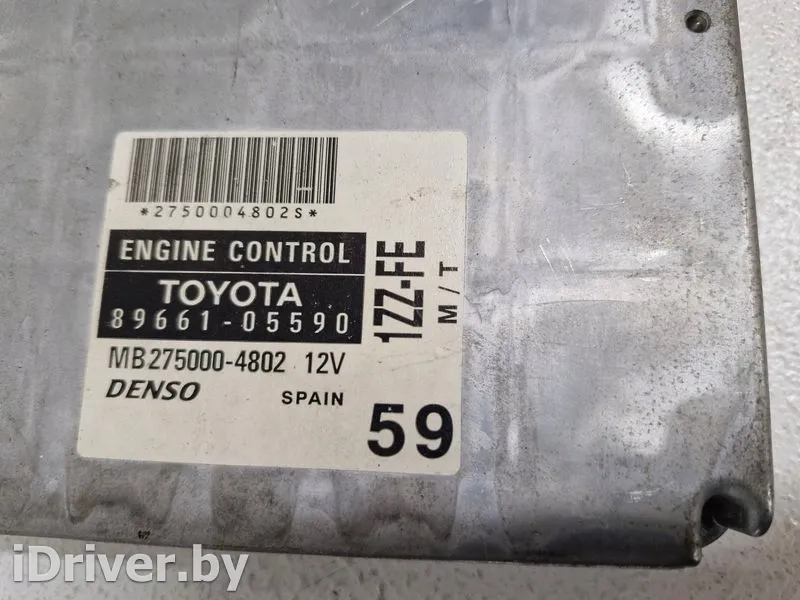 *2750004802S*
ENGINE CONTROL
TOYOTA
89661-05590
MB275000-4802 12V
DENSO SPAIN
59
1ZZ-FE
M/T
iDriver.by